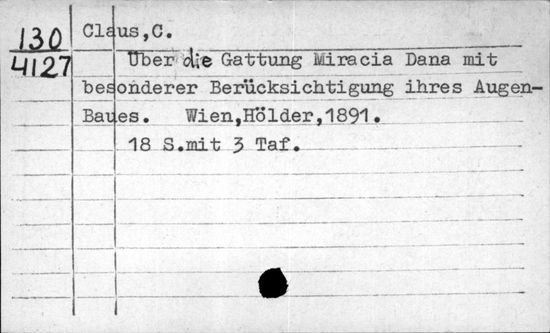 130
4127
Claus,C.
Über die Gattung Miracia Dana mit
besonderer Berücksichtigung ihres Augen-
Baues. Wien,Hölder,1891.
18 S.mit 3 Taf.